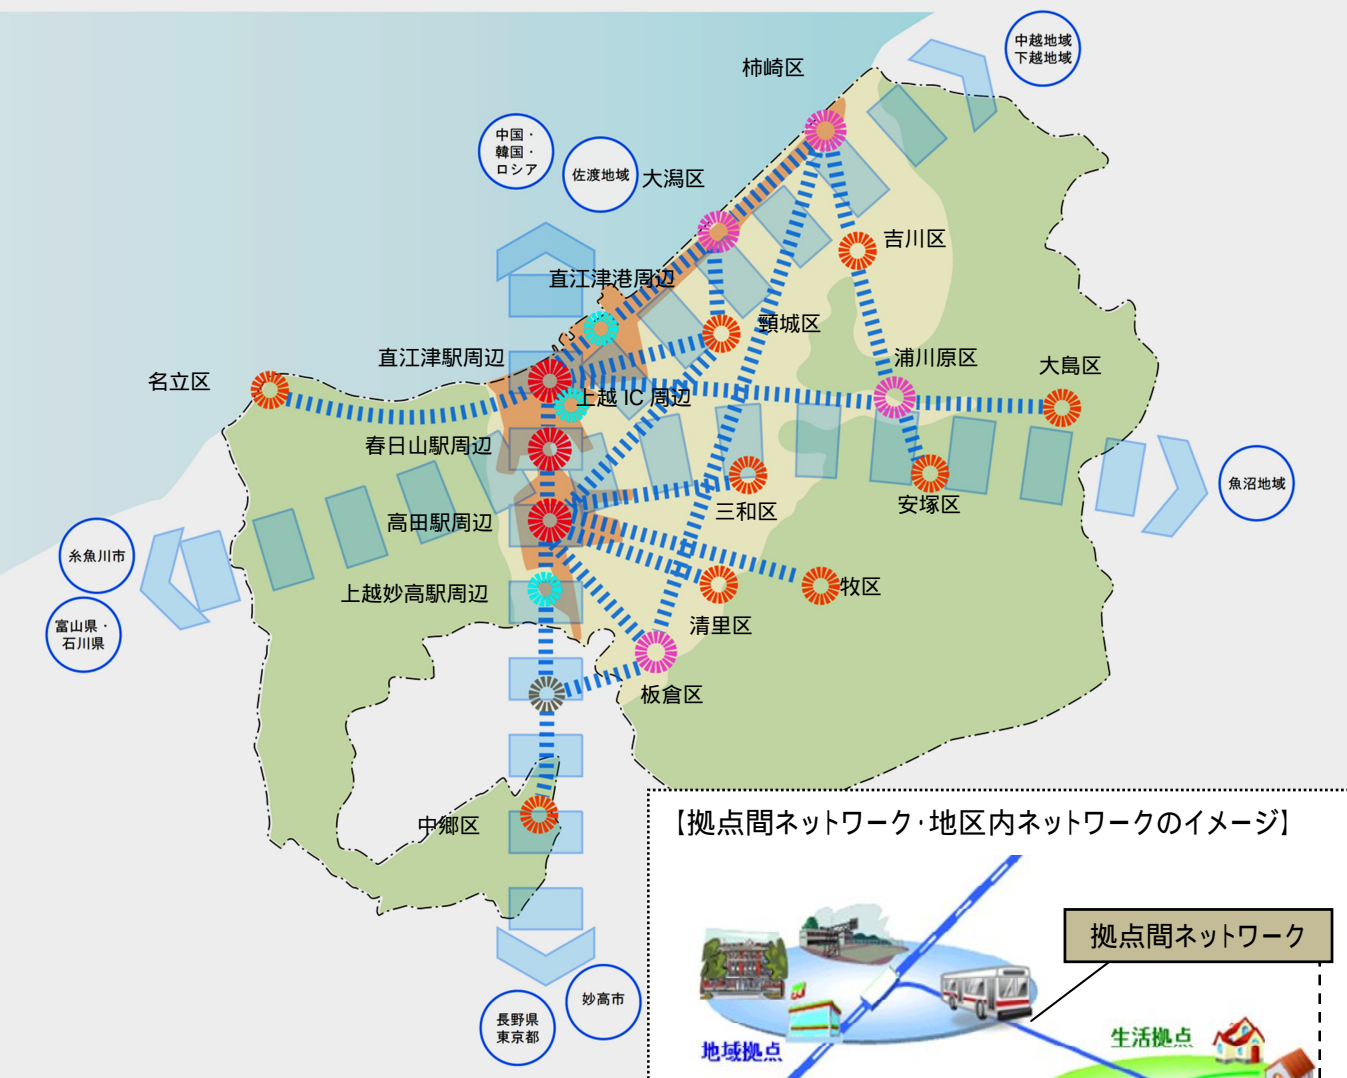 中越地域
下越地域
柿崎区
中国・
韓国・
ロシア
佐渡地域
大潟区
吉川区
直江津港周辺
頸城区
直江津駅周辺
浦川原区
大島区
名立区
上越 IC 周辺
春日山駅周辺
魚沼地域
安塚区
三和区
高田駅周辺
糸魚川市
上越妙高駅周辺
牧区
富山県・
石川県
清里区
板倉区
中郷区
【拠点間ネットワーク・地区内ネットワークのイメージ】
拠点間ネットワーク
妙高市
長野県
東京都
生活拠点
地域拠点